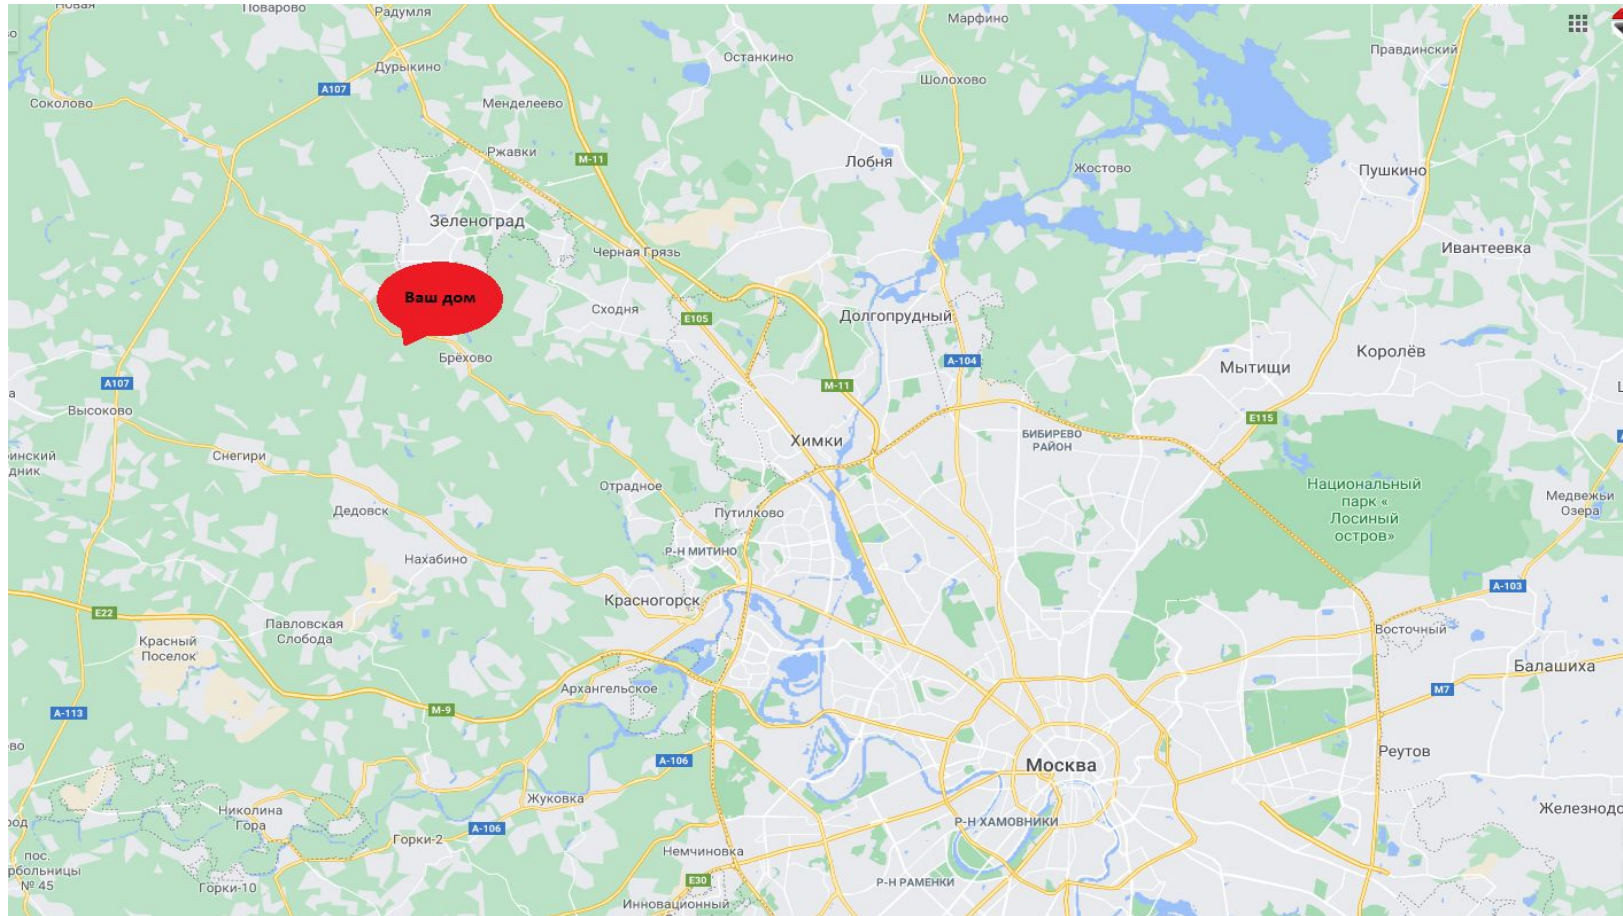 Поварово
Радумля
Марфино
Останкино
Правдинский
Дурыкино
Шолохово
A107
Соколово
Менделеево
Ржавки
M-11
Лобня
Жостово
Пушкино
Зеленоград
Черная Грязь
Ивантеевка
Ваш дом
Сходня
E105
Долгопрудный
Брёхово
A-104
Мытищи
Королёв
A107
M-11
Высоково
E115
Химки
БИБИРЕВО
РАЙОН
Снегири
Отрадное
Национальный
парк «
Лосиный
остров»
Медвежьи
Озера
Дедовск
Путилково
Р-Н МИТИНО
Нахабино
A-103
Красногорск
E22
Павловская
Слобода
Красный
Поселок
Восточный
Балашиха
Архангельское
M7
M-9
A-113
Реутов
A-106
Москва
Жуковка
Николина
Гора
Железнодо
Р-Н ХАМОВНИКИ
A-106
Горки-2
Немчиновка
пос.
рбольницы
№ 45
Горки-10
E30
Р-Н РАМЕНКИ
Инновационный